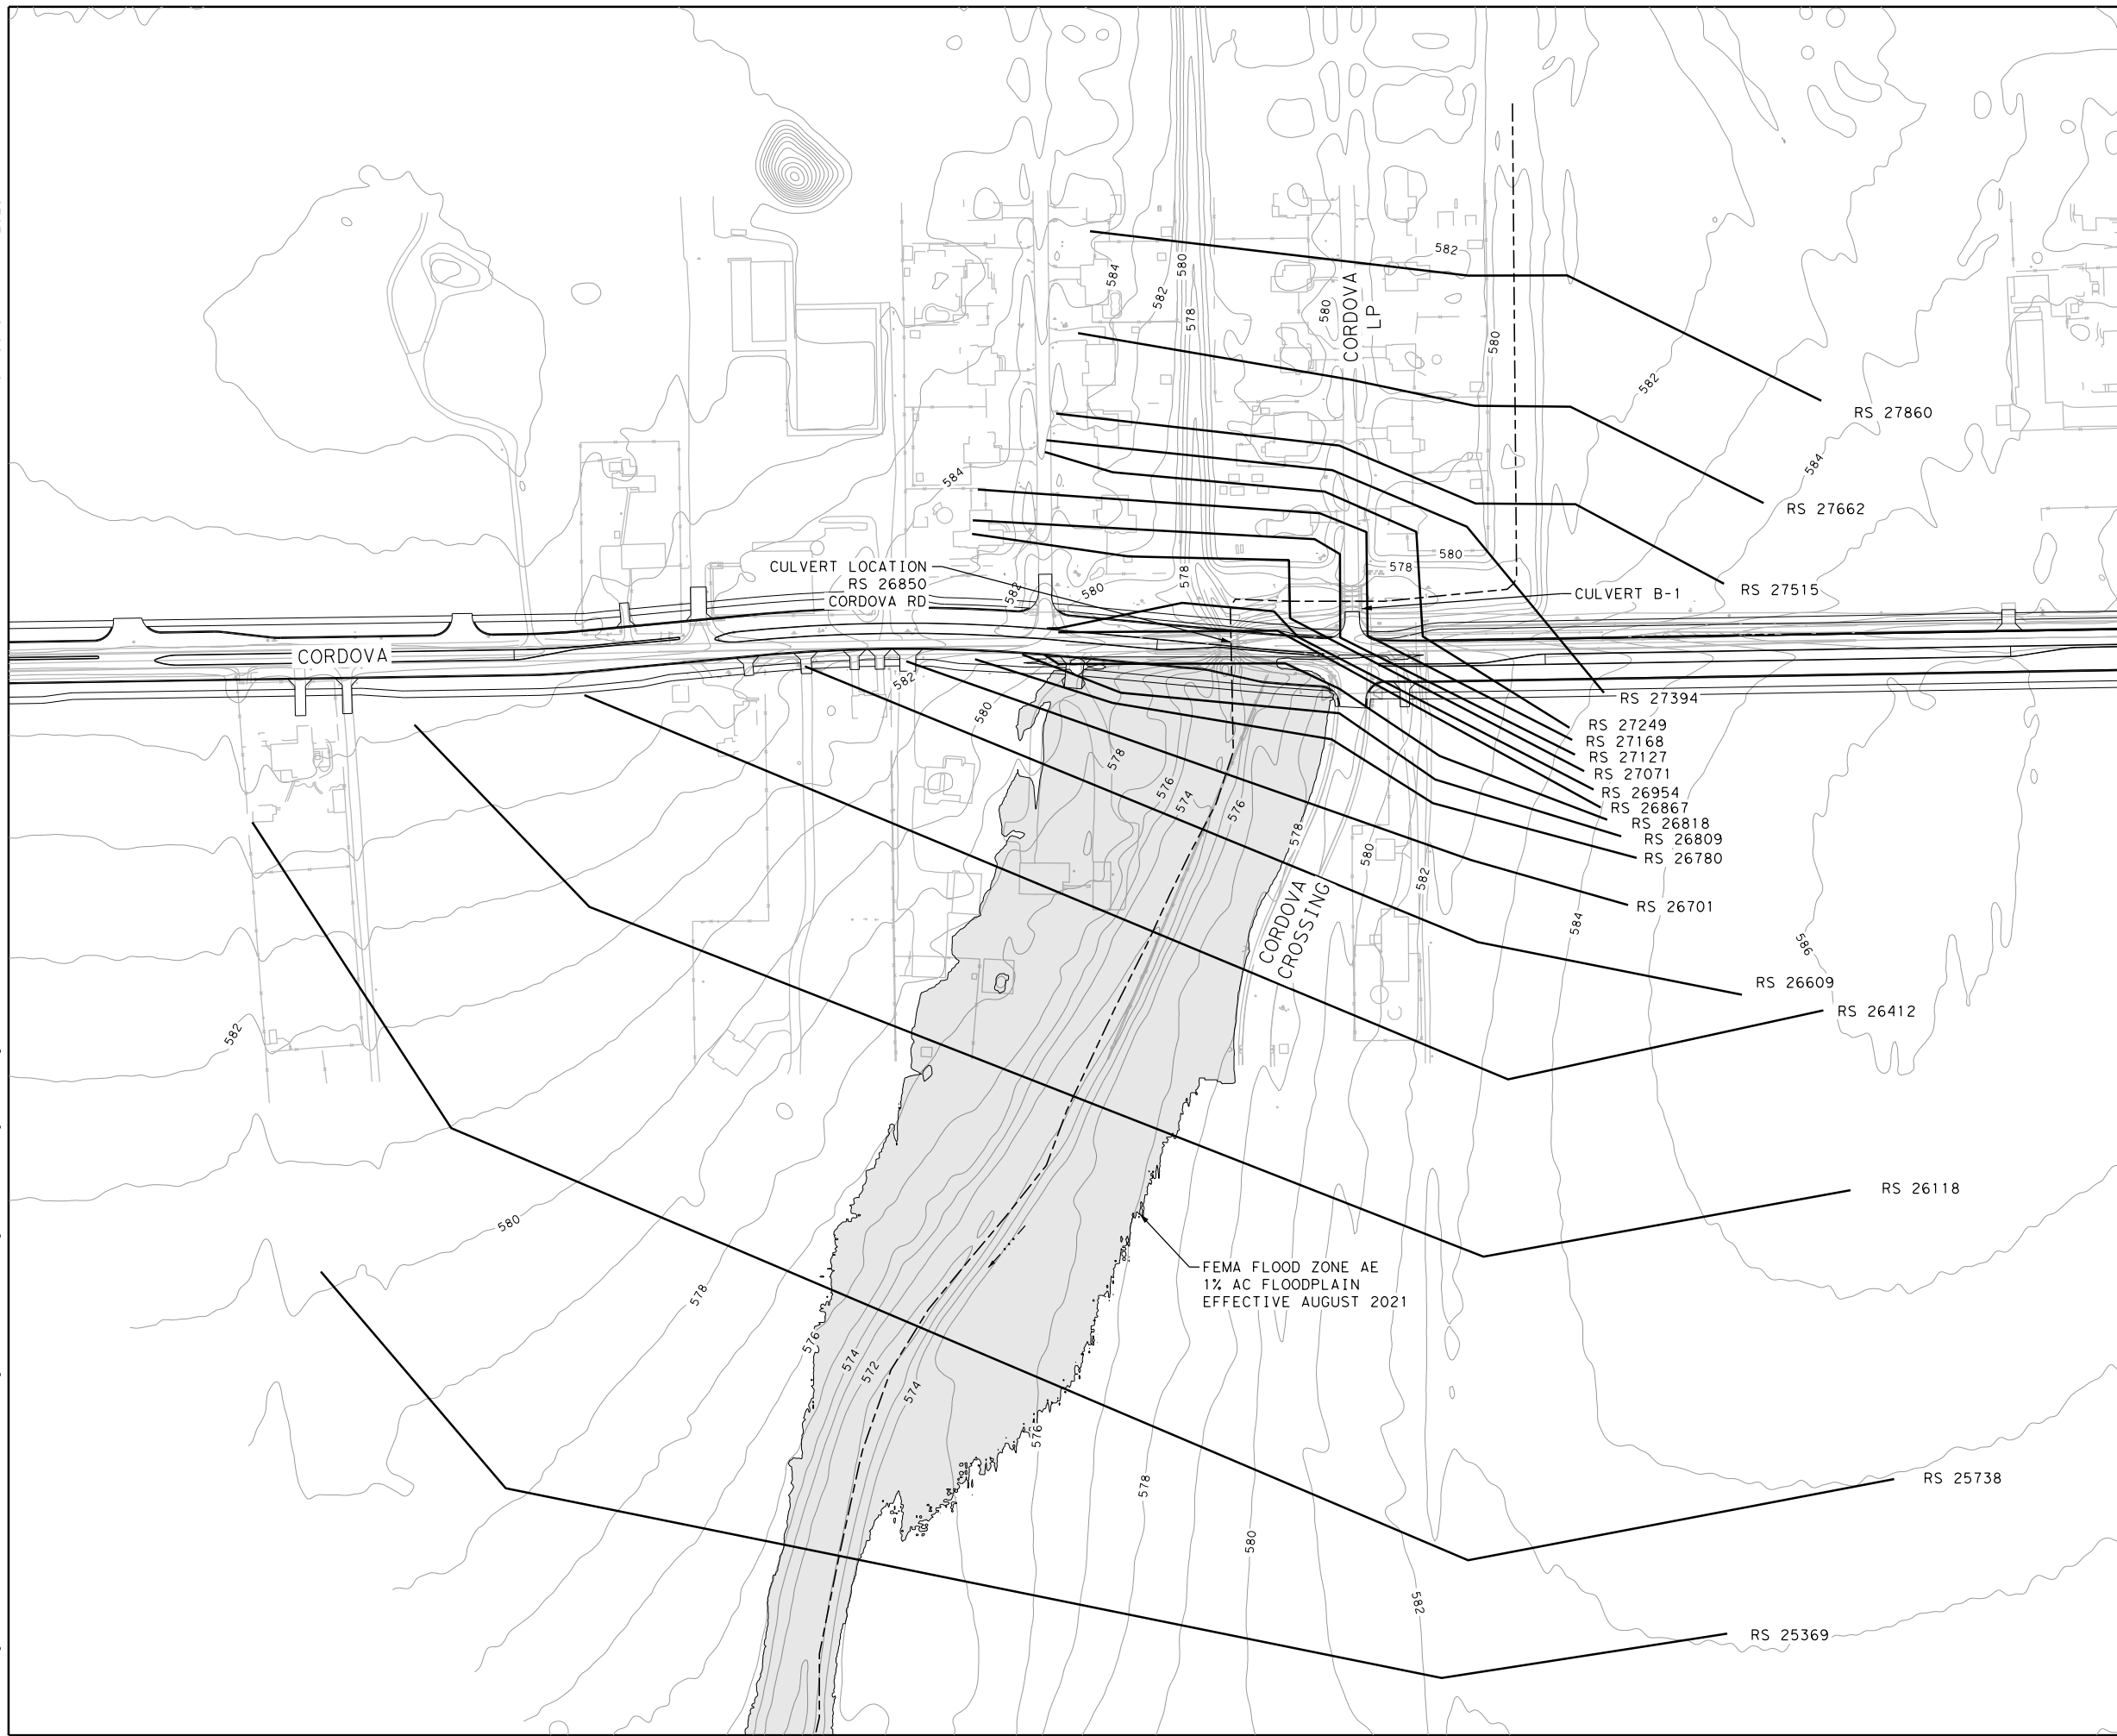 582
584
580
582
578
580
CORDOVA
LP
580
582
RS 27860
584
584
RS 27662
580
578
578
CULVERT LOCATION
RS 26850
CORDOVA RD
582
580
CULVERT B-1
RS 27515
CORDOVA
582
RS 27394
580
RS 27249
RS 27168
578
RS 27127
RS 27071
576
574
576
RS 26954
RS 26867
RS 26818
578
RS 26809
580
RS 26780
582
CORDOVA
CROSSING
RS 26701
584
586
RS 26609
RS 26412
582
RS 26118
580
FEMA FLOOD ZONE AE
1% AC FLOODPLAIN
EFFECTIVE AUGUST 2021
578
576
574
572
574
576
578
RS 25738
580
582
RS 25369